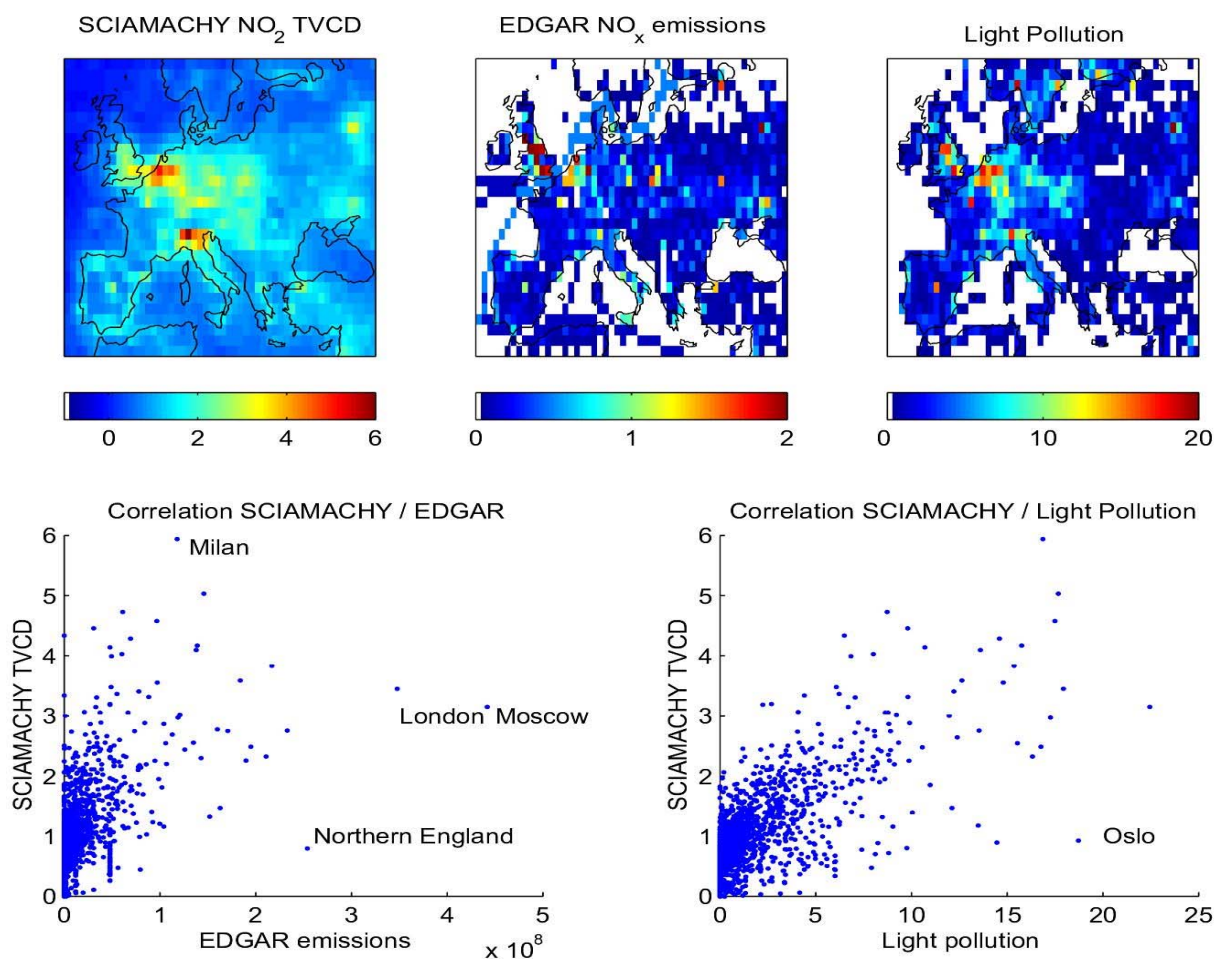 SCIAMACHY NO2 TVCD
EDGAR NOx emissions
Light Pollution
0 2 4 6
0 1 2
0 10 20
Correlation SCIAMACHY / EDGAR
6
5
4
3
2
1
0
SCIAMACHY TVCD
Milan
London Moscow
Northern England
0 1 2 3 4 5
EDGAR emissions
x 10^8
Correlation SCIAMACHY / Light Pollution
6
5
4
3
2
1
0
SCIAMACHY TVCD
Oslo
0 5 10 15 20 25
Light pollution